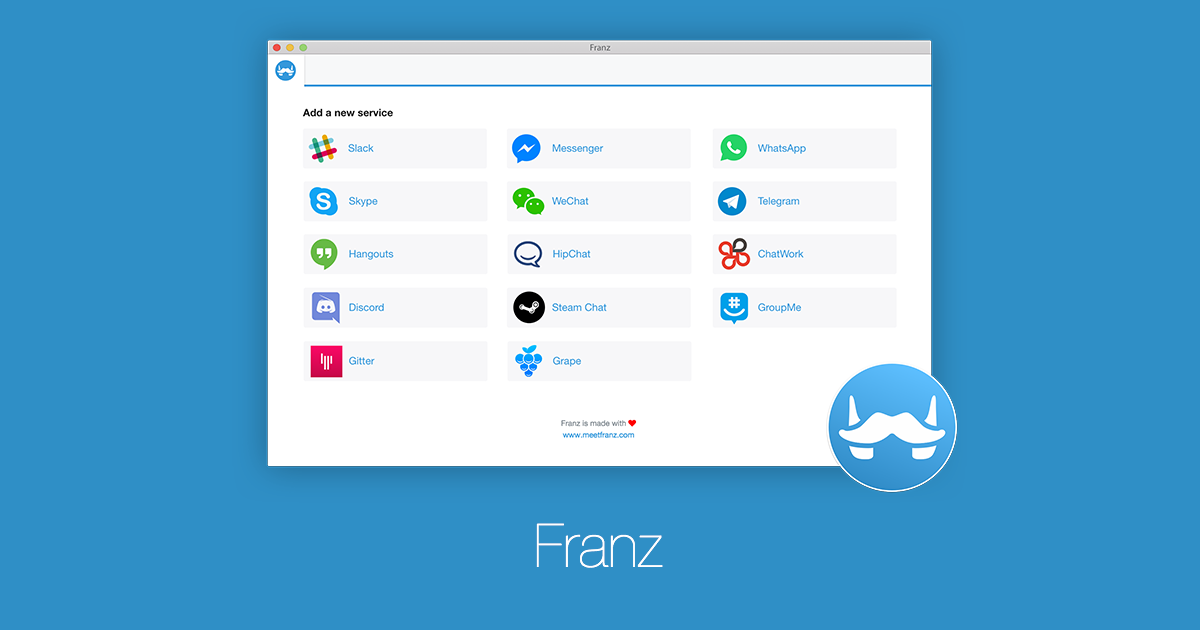 Franz
Add a new service
Slack
Messenger
WhatsApp
S
Skype
WeChat
Telegram
Hangouts
HipChat
ChatWork
Discord
Steam Chat
#
GroupMe
Gitter
Grape
Franz is made with ❤
www.meetfranz.com
Franz